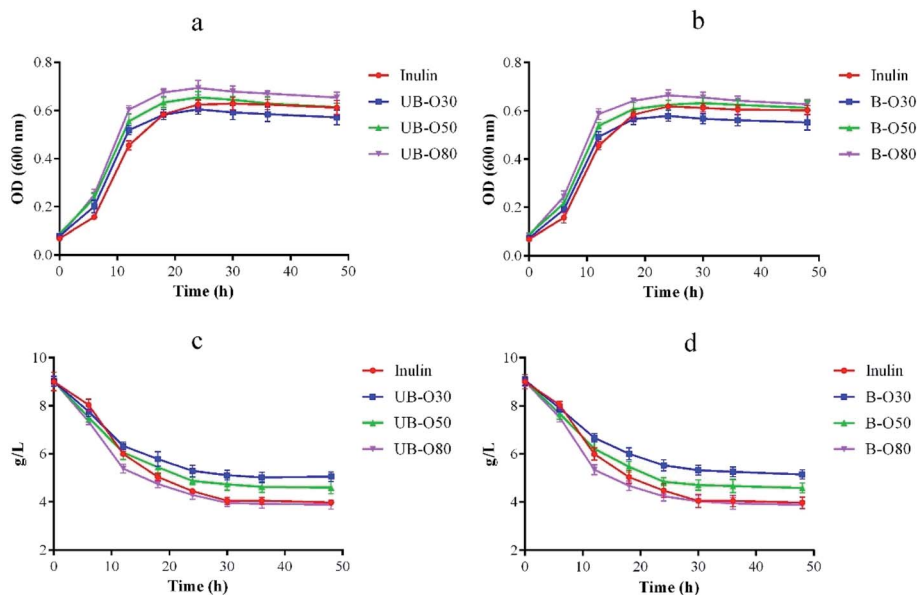 a
OD (600 nm)
0.8
0.6
0.4
0.2
0.0
0 10 20 30 40 50
Time (h)
Inulin
UB-O30
UB-O50
UB-O80
b
OD (600 nm)
0.8
0.6
0.4
0.2
0.0
0 10 20 30 40 50
Time (h)
Inulin
B-O30
B-O50
B-O80
c
g/L
10
8
6
4
2
0 10 20 30 40 50
Time (h)
Inulin
UB-O30
UB-O50
UB-O80
d
g/L
10
8
6
4
2
0 10 20 30 40 50
Time (h)
Inulin
B-O30
B-O50
B-O80